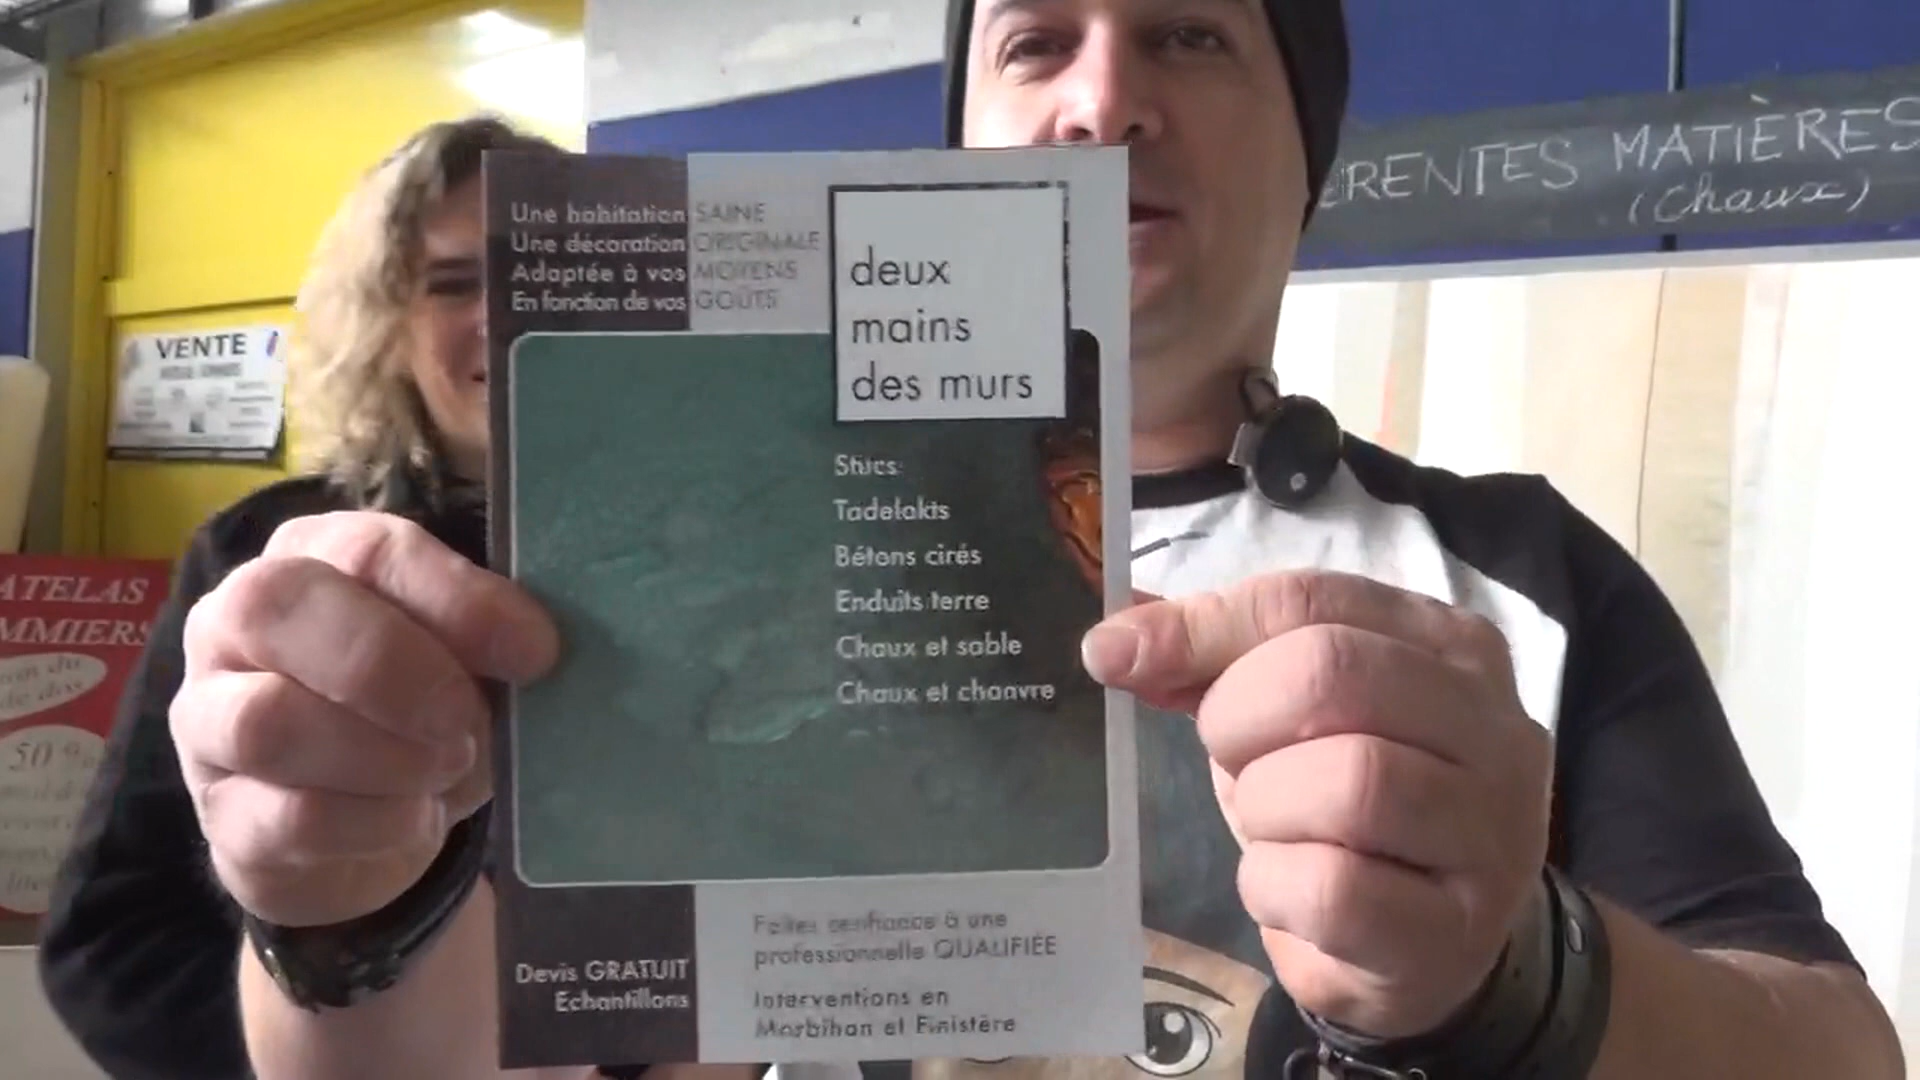 Une habitation SAINE
Une décoration ORIGINALE
Adaptée à vos MOYENS
En fonction de vos GOÛTS
deux
mains
des murs
Stucs
Tadelakts
Bétons cirés
Enduits terre
Chaux et sable
Chaux et chanvre
Devis GRATUIT
Echantillons
Faites confiance à une
professionnelle QUALIFIÉE
Interventions en
Morbihan et Finistère
RENTES MATIÈRES
(Chaux)
VENTE
ATELAS
MMIERS
50 %